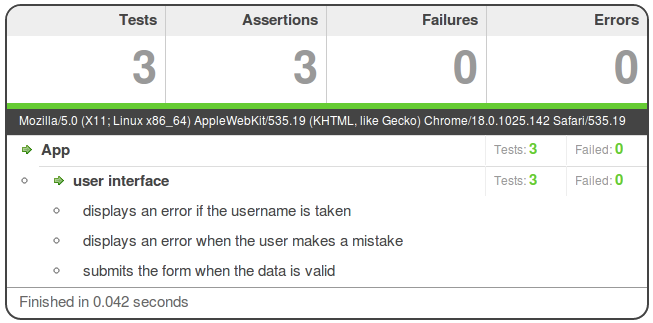 Tests Assertions Failures Errors
3 3 0 0
Mozilla/5.0 (X11; Linux x86_64) AppleWebKit/535.19 (KHTML, like Gecko) Chrome/18.0.1025.142 Safari/535.19
App Tests: 3 Failed: 0
user interface Tests: 3 Failed: 0
displays an error if the username is taken
displays an error when the user makes a mistake
submits the form when the data is valid
Finished in 0.042 seconds